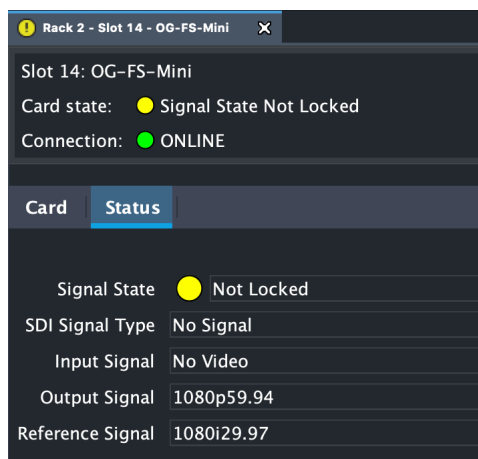 ! Rack 2 - Slot 14 - OG-FS-Mini X
Slot 14: OG-FS-Mini
Card state: Signal State Not Locked
Connection: ONLINE
Card Status
Signal State Not Locked
SDI Signal Type No Signal
Input Signal No Video
Output Signal 1080p59.94
Reference Signal 1080i29.97